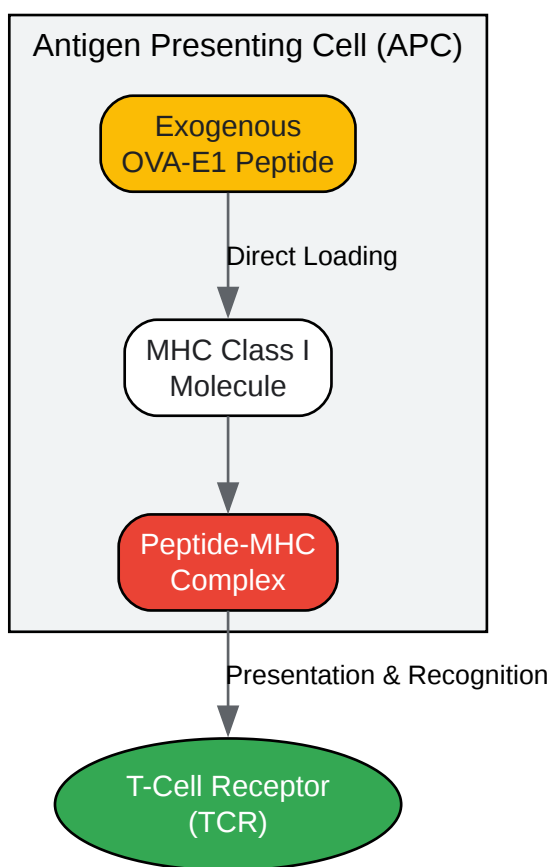 Antigen Presenting Cell (APC)
Exogenous
OVA-E1 Peptide
Direct Loading
MHC Class I
Molecule
Peptide-MHC
Complex
Presentation & Recognition
T-Cell Receptor
(TCR)